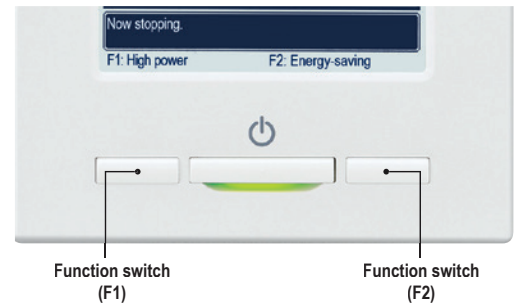 Now stopping.
F1: High power F2: Energy-saving
Function switch Function switch
(F1) (F2)